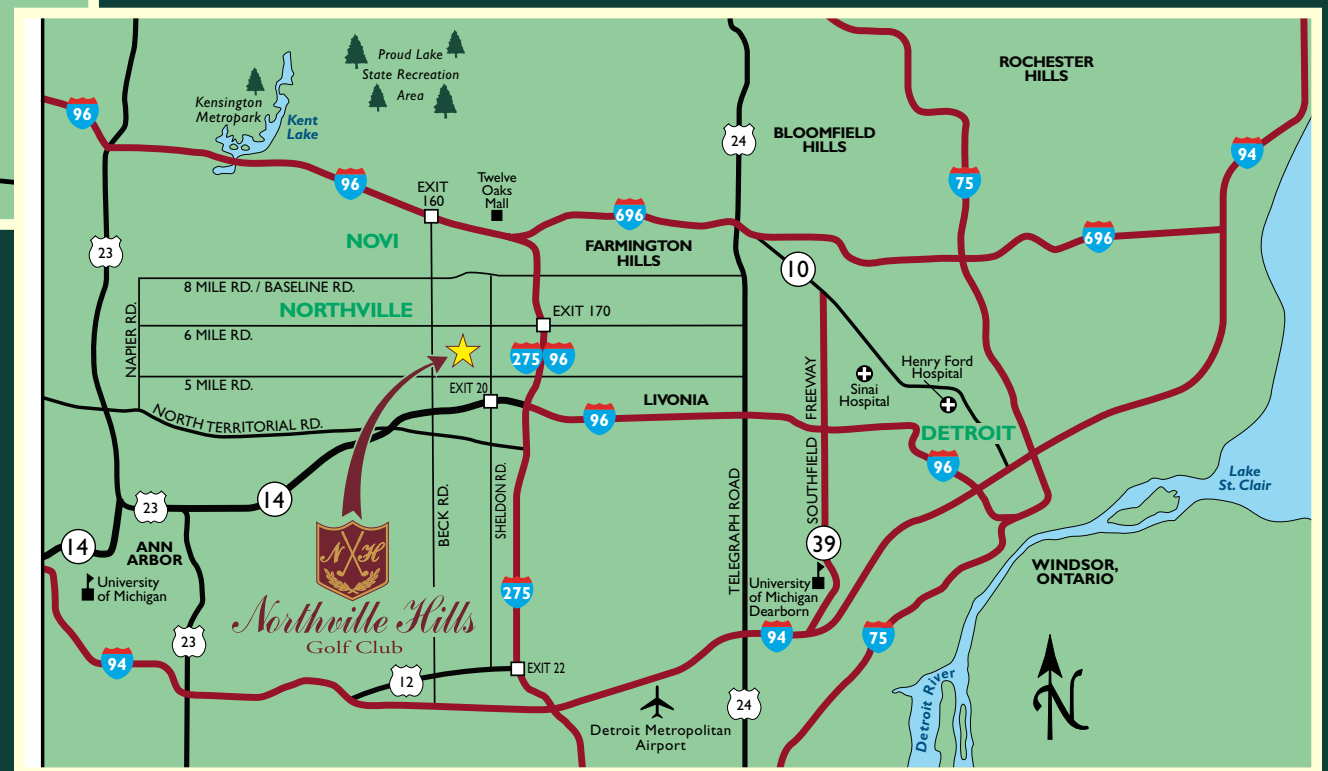 ROCHESTER
HILLS
Proud Lake
State Recreation
Area
Kensington
Metropark
Kent
Lake
96
24
BLOOMFIELD
HILLS
94
75
96
EXIT
160
Twelve
Oaks
Mall
696
696
23
NOVI
FARMINGTON
HILLS
10
8 MILE RD. / BASELINE RD.
NORTHVILLE
EXIT 170
NAPIER RD.
6 MILE RD.
275
96
5 MILE RD.
EXIT 20
LIVONIA
96
SOUTHFIELD FREEWAY
Sinai
Hospital
Henry Ford
Hospital
NORTH TERRITORIAL RD.
DETROIT
96
Lake
St. Clair
23
14
BECK RD.
SHELDON RD.
TELEGRAPH ROAD
14
ANN
ARBOR
39
N H
University
of Michigan
275
University
of Michigan
Dearborn
WINDSOR,
ONTARIO
Northville Hills
Golf Club
23
94
75
94
12
EXIT 22
24
Detroit Metropolitan
Airport
Detroit River
N